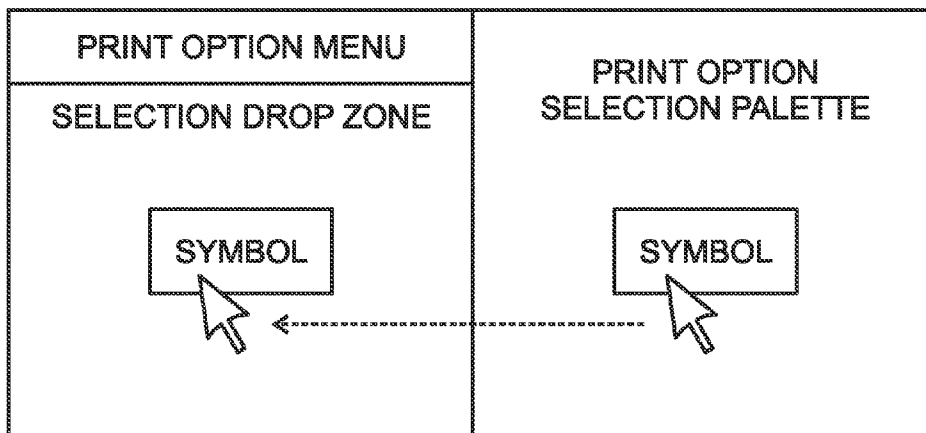 PRINT OPTION MENU
SELECTION DROP ZONE
SYMBOL
PRINT OPTION
SELECTION PALETTE
SYMBOL